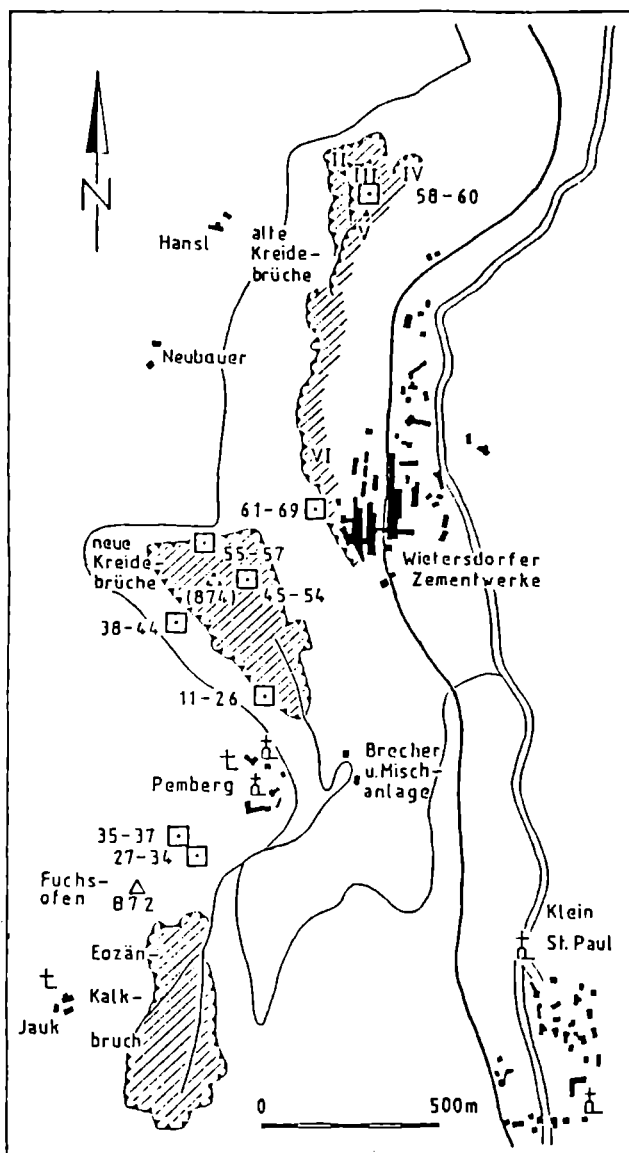 II
III
IV
V
58-60
Hansl
alte
Kreide-
brüche
N
Neubauer
VI
61-69
neue
Kreide-
brüche
55-57
(874)
45-54
38-44
Wietersdorfer
Zementwerke
11-26
Pemberg
Brecher
u. Misch-
anlage
35-37
27-34
Fuchs-
ofen
872
Eozän-
Kalk-
bruch
Jauk
Klein
St. Paul
0
500m